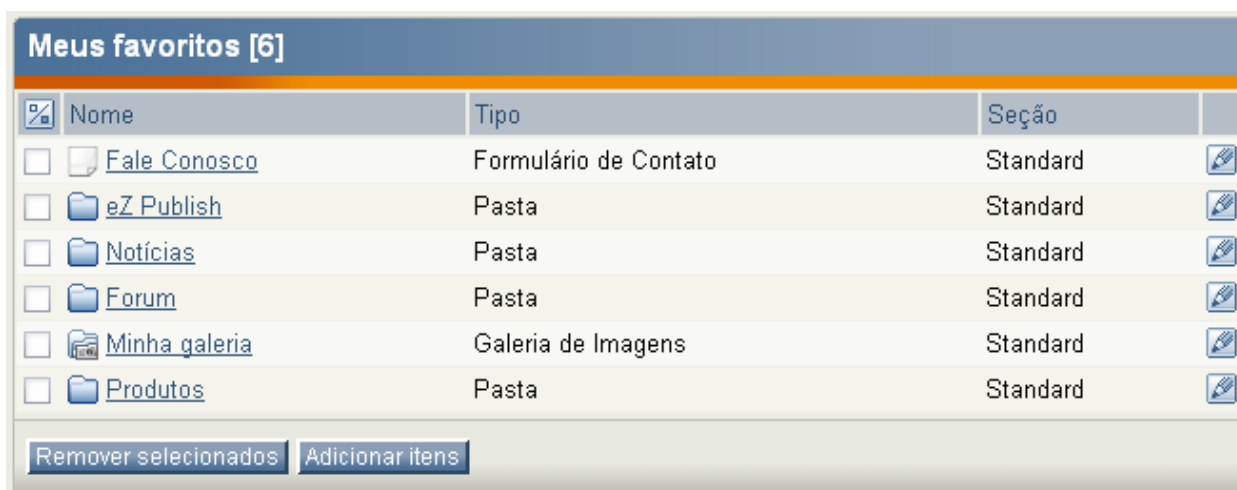 Meus favoritos [6]
Nome Tipo Seção
Fale Conosco Formulário de Contato Standard
eZ Publish Pasta Standard
Notícias Pasta Standard
Forum Pasta Standard
Minha galeria Galeria de Imagens Standard
Produtos Pasta Standard
Remover selecionados Adicionar itens